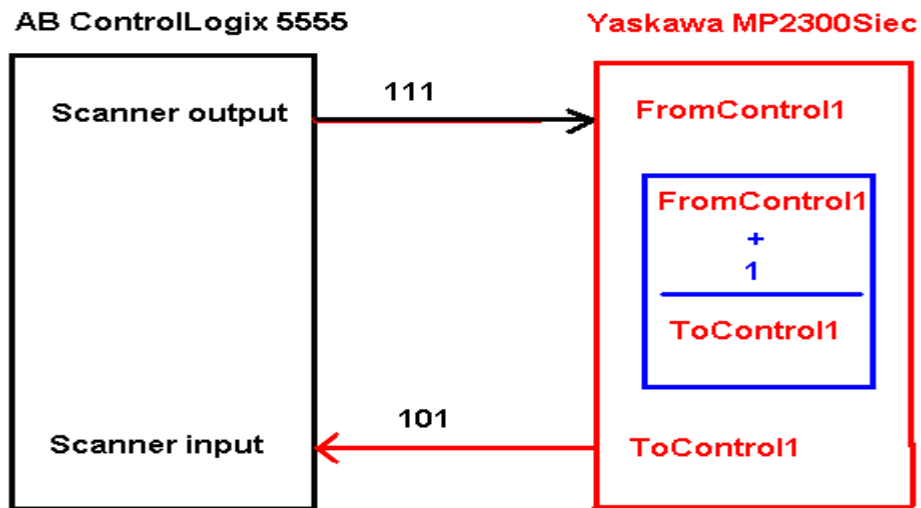 AB ControlLogix 5555
Yaskawa MP2300Siec
Scanner output
111
FromControl1
FromControl1
+
1
ToControl1
Scanner input
101
ToControl1